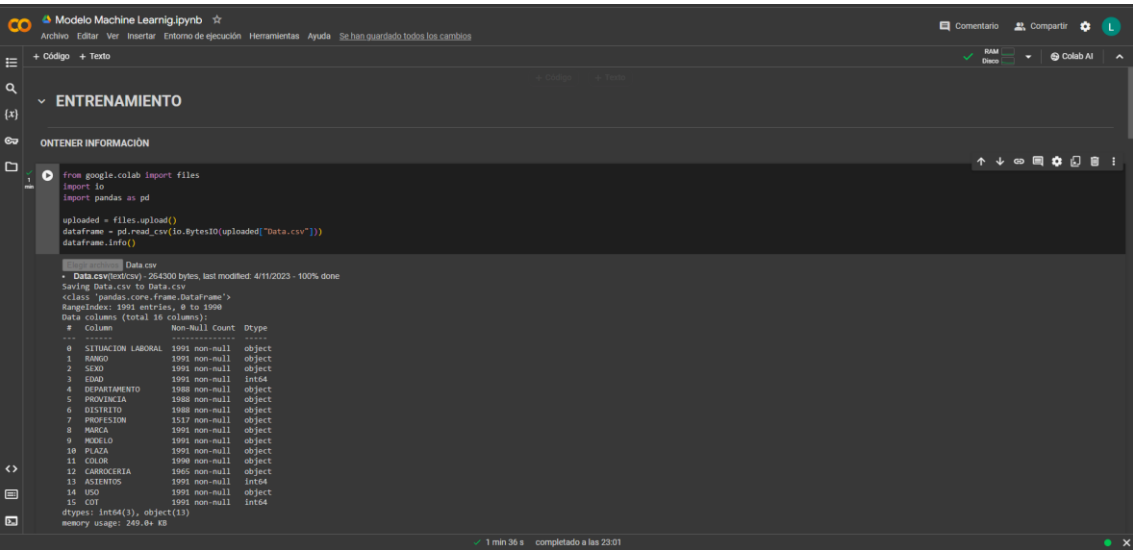 Modelo Machine Learnig.ipynb
Comentario Compartir L
Archivo Editar Ver Insertar Entorno de ejecución Herramientas Ayuda Se han guardado todos los cambios
+ Código + Texto
RAM
Disco
Colab AI
+ Código + Texto
ENTRENAMIENTO
ONTENER INFORMACIÒN
1
min
from google.colab import files
import io
import pandas as pd
uploaded = files.upload()
dataframe = pd.read_csv(io.BytesIO(uploaded["Data.csv"]))
dataframe.info()
Elegir archivos Data.csv
• Data.csv(text/csv) - 264300 bytes, last modified: 4/11/2023 - 100% done
Saving Data.csv to Data.csv
<class 'pandas.core.frame.DataFrame'>
RangeIndex: 1991 entries, 0 to 1990
Data columns (total 16 columns):
# Column Non-Null Count Dtype
--- ------ -------------- -----
0 SITUACION LABORAL 1991 non-null object
1 RANGO 1991 non-null object
2 SEXO 1991 non-null object
3 EDAD 1991 non-null int64
4 DEPARTAMENTO 1988 non-null object
5 PROVINCIA 1988 non-null object
6 DISTRITO 1988 non-null object
7 PROFESION 1517 non-null object
8 MARCA 1991 non-null object
9 MODELO 1991 non-null object
10 PLAZA 1991 non-null object
11 COLOR 1990 non-null object
12 CARROCERIA 1965 non-null object
13 ASIENTOS 1991 non-null int64
14 USO 1991 non-null object
15 COT 1991 non-null int64
dtypes: int64(3), object(13)
memory usage: 249.0+ KB
1 min 36 s completado a las 23:01